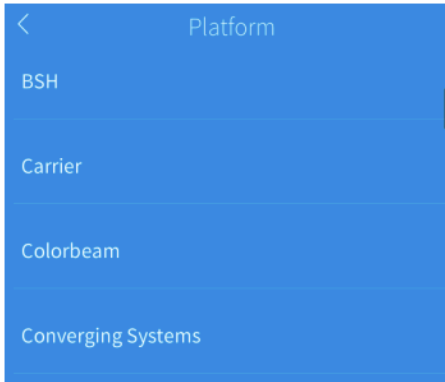 Platform
BSH
Carrier
Colorbeam
Converging Systems